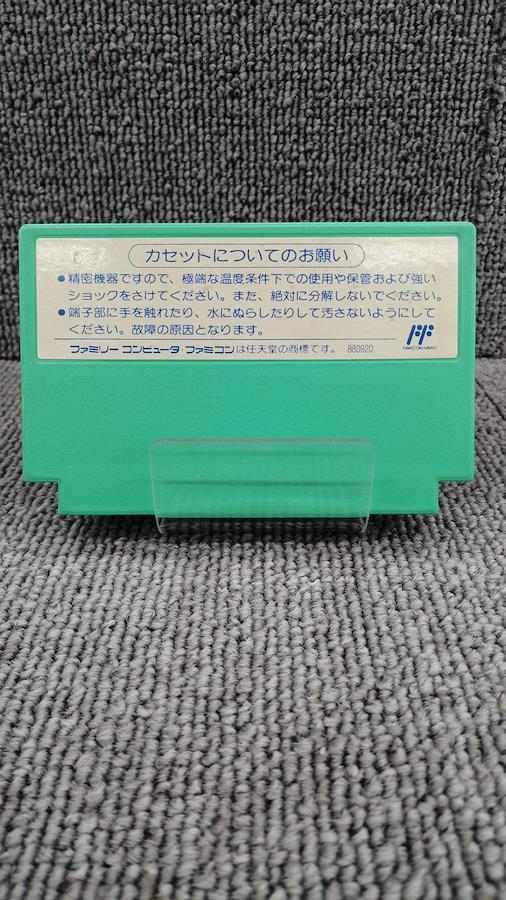 カセットについてのお願い
●精密機器ですので、極端な温度条件下での使用や保管および強い
ショックをさけてください。また、絶対に分解しないでください。
●端子部に手を触れたり、水にぬらしたりして汚さないようにして
ください。故障の原因となります。
ファミリーコンピュータ・ファミコンは任天堂の商標です。 880920